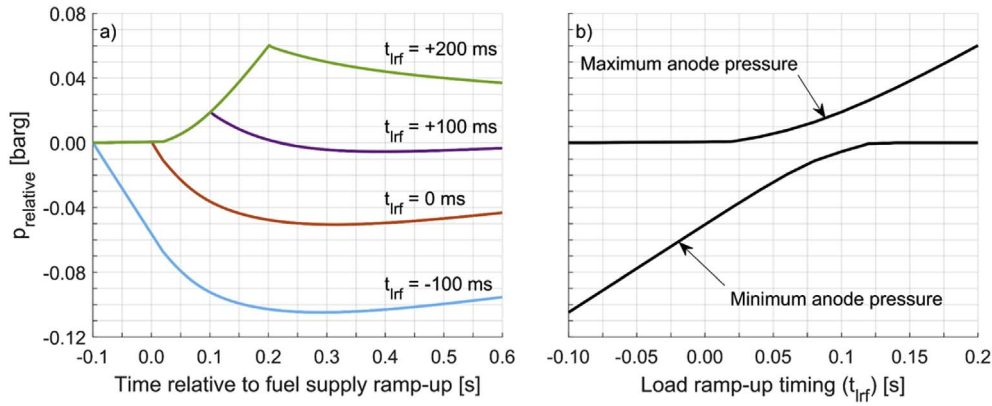 a)
0.08
0.04
0.00
-0.04
-0.08
-0.12
p_relative [barg]
t_lrf = +200 ms
t_lrf = +100 ms
t_lrf = 0 ms
t_lrf = -100 ms
-0.1 0.0 0.1 0.2 0.3 0.4 0.5 0.6
Time relative to fuel supply ramp-up [s]
b)
Maximum anode pressure
Minimum anode pressure
-0.10 -0.05 0.00 0.05 0.10 0.15 0.2
Load ramp-up timing (t_lrf) [s]